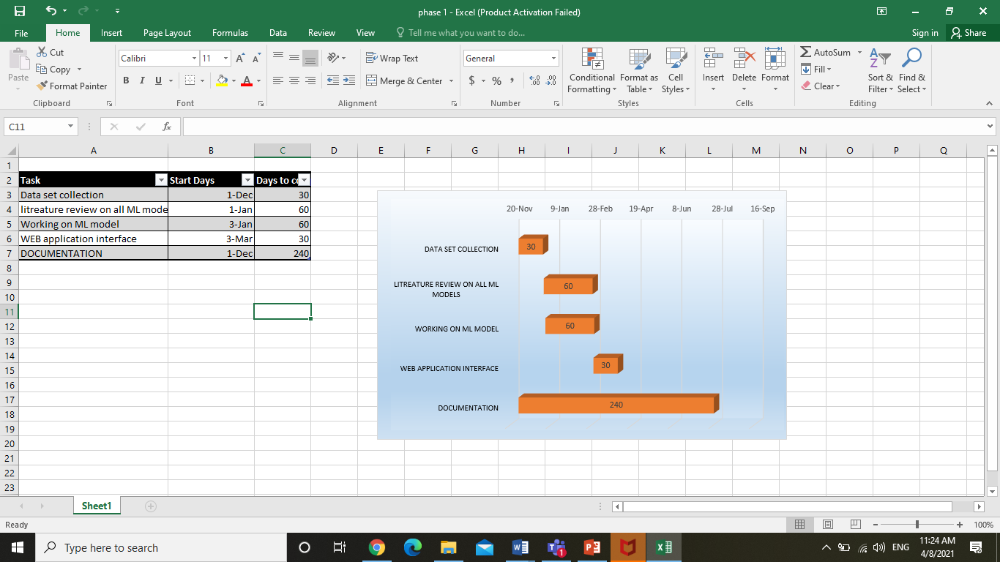 phase 1 - Excel (Product Activation Failed)
File Home Insert Page Layout Formulas Data Review View Tell me what you want to do... Sign in Share
Paste
Cut
Copy
Format Painter
Clipboard
Calibri 11
B I U
A A
A
Font
Wrap Text
Merge & Center
Alignment
General
$ % ,
.0 .00
.00 .0
Number
Conditional Formatting
Format as Table
Cell Styles
Styles
Insert Delete Format
Cells
AutoSum
Fill
Clear
Sort & Filter
Find & Select
Editing
C11 fx
A B C D E F G H I J K L M N O P Q
1
2 Task Start Days Days to co
3 Data set collection 1-Dec 30
4 litreature review on all ML mode 1-Jan 60
5 Working on ML model 3-Jan 60
6 WEB application interface 3-Mar 30
7 DOCUMENTATION 1-Dec 240
8
9
10
11
12
13
14
15
16
17
18
19
20
21
22
23
20-Nov 9-Jan 28-Feb 19-Apr 8-Jun 28-Jul 16-Sep
DATA SET COLLECTION 30
LITREATURE REVIEW ON ALL ML
MODELS
60
WORKING ON ML MODEL 60
WEB APPLICATION INTERFACE 30
DOCUMENTATION 240
Sheet1
Ready 100%
Type here to search
1
ENG
11:24 AM
4/8/2021